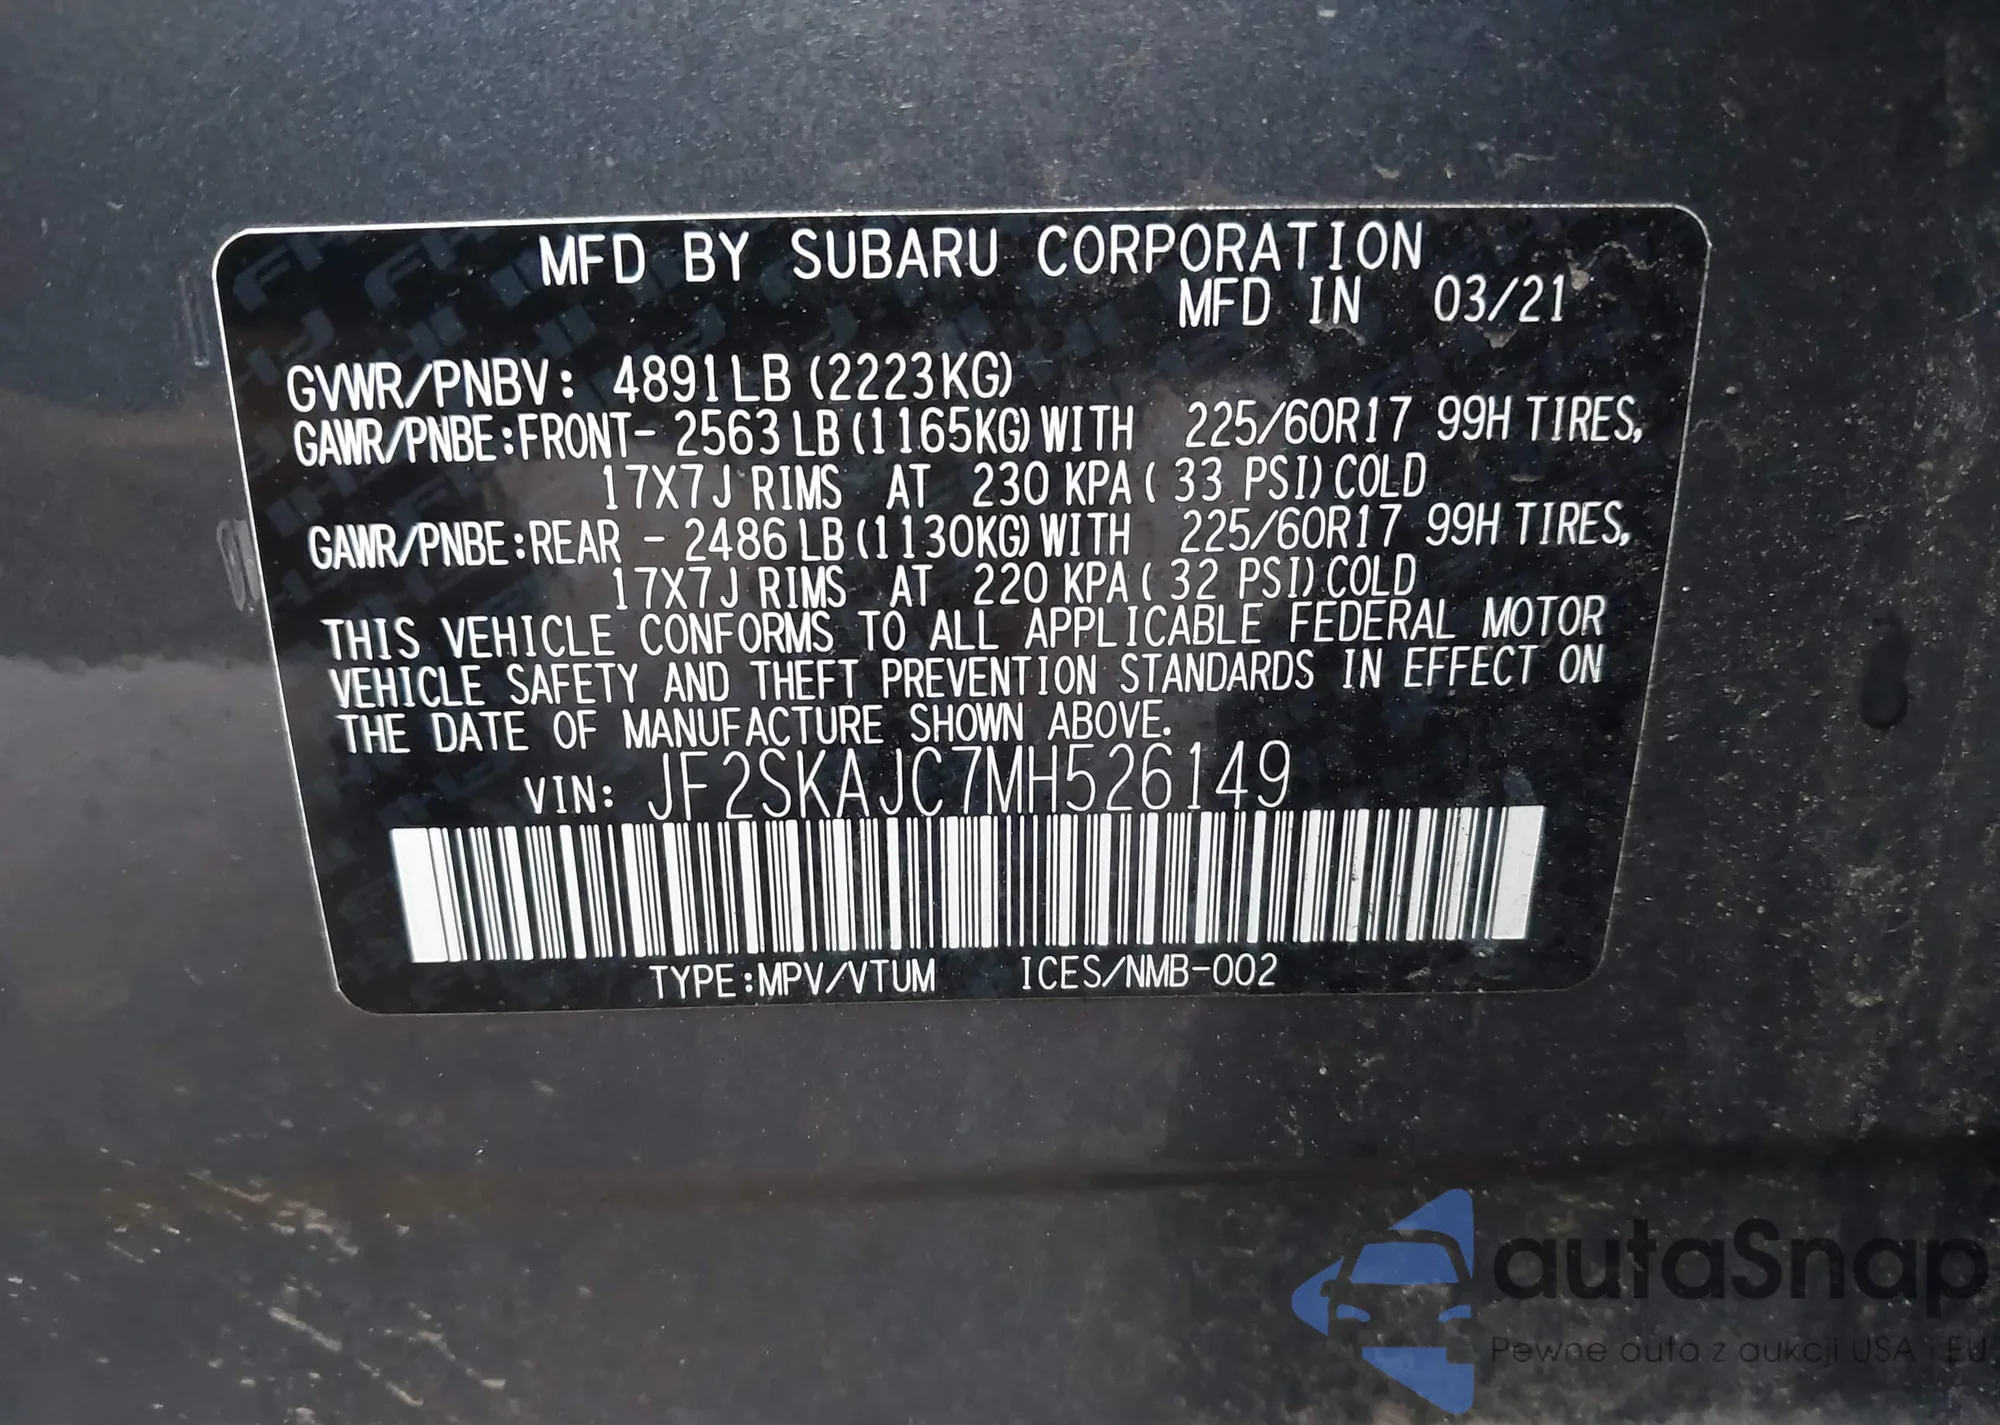 MFD BY SUBARU CORPORATION
MFD IN 03/21
GVWR/PNBV: 4891LB (2223KG)
GAWR/PNBE:FRONT- 2563 LB (1165KG) WITH 225/60R17 99H TIRES,
17X7J RIMS AT 230 KPA ( 33 PSI) COLD
GAWR/PNBE:REAR - 2486 LB (1130KG) WITH 225/60R17 99H TIRES,
17X7J RIMS AT 220 KPA ( 32 PSI) COLD
THIS VEHICLE CONFORMS TO ALL APPLICABLE FEDERAL MOTOR
VEHICLE SAFETY AND THEFT PREVENTION STANDARDS IN EFFECT ON
THE DATE OF MANUFACTURE SHOWN ABOVE.
VIN: JF2SKAJC7MH526149
TYPE:MPV/VTUM ICES/NMB-002
autaSnap
Pewne auta z aukcji USA i EU